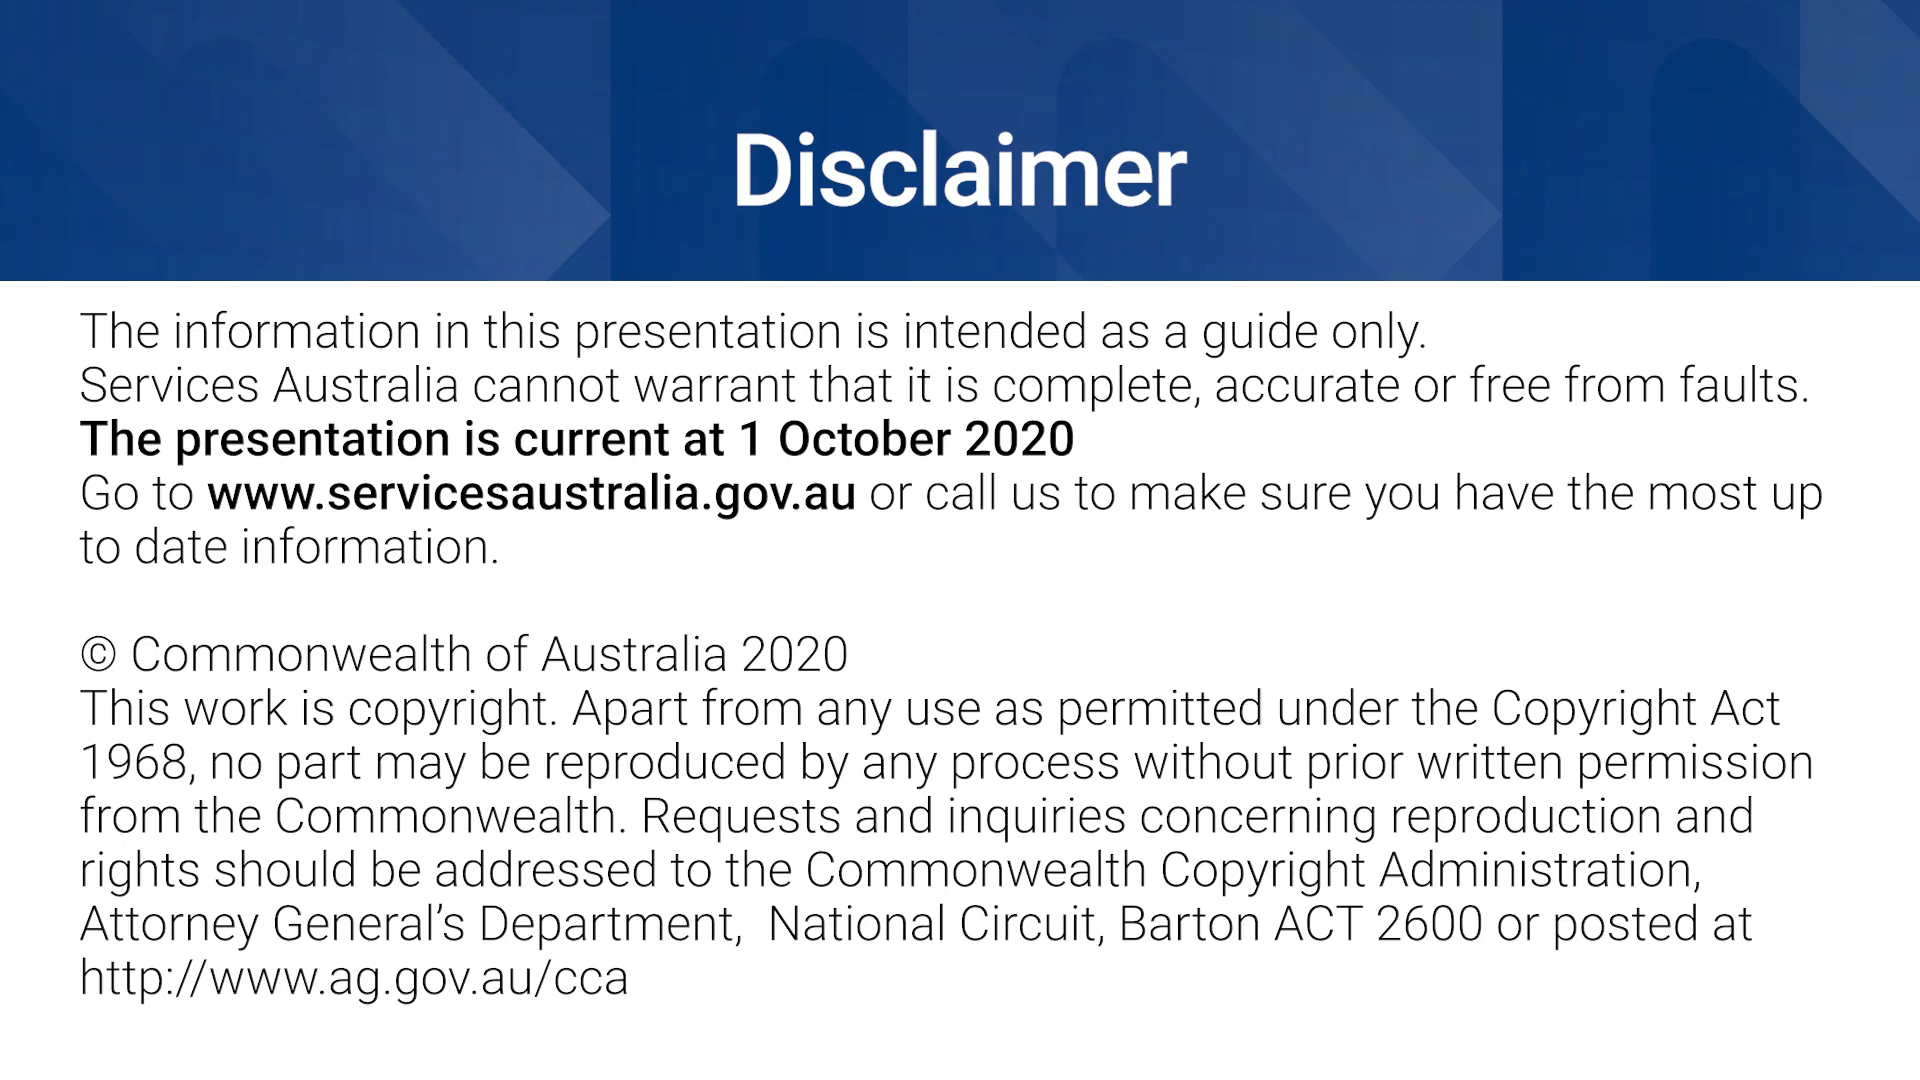 Disclaimer
The information in this presentation is intended as a guide only.
Services Australia cannot warrant that it is complete, accurate or free from faults.
The presentation is current at 1 October 2020
Go to www.servicesaustralia.gov.au or call us to make sure you have the most up
to date information.
© Commonwealth of Australia 2020
This work is copyright. Apart from any use as permitted under the Copyright Act
1968, no part may be reproduced by any process without prior written permission
from the Commonwealth. Requests and inquiries concerning reproduction and
rights should be addressed to the Commonwealth Copyright Administration,
Attorney General’s Department,  National Circuit, Barton ACT 2600 or posted at
http://www.ag.gov.au/cca